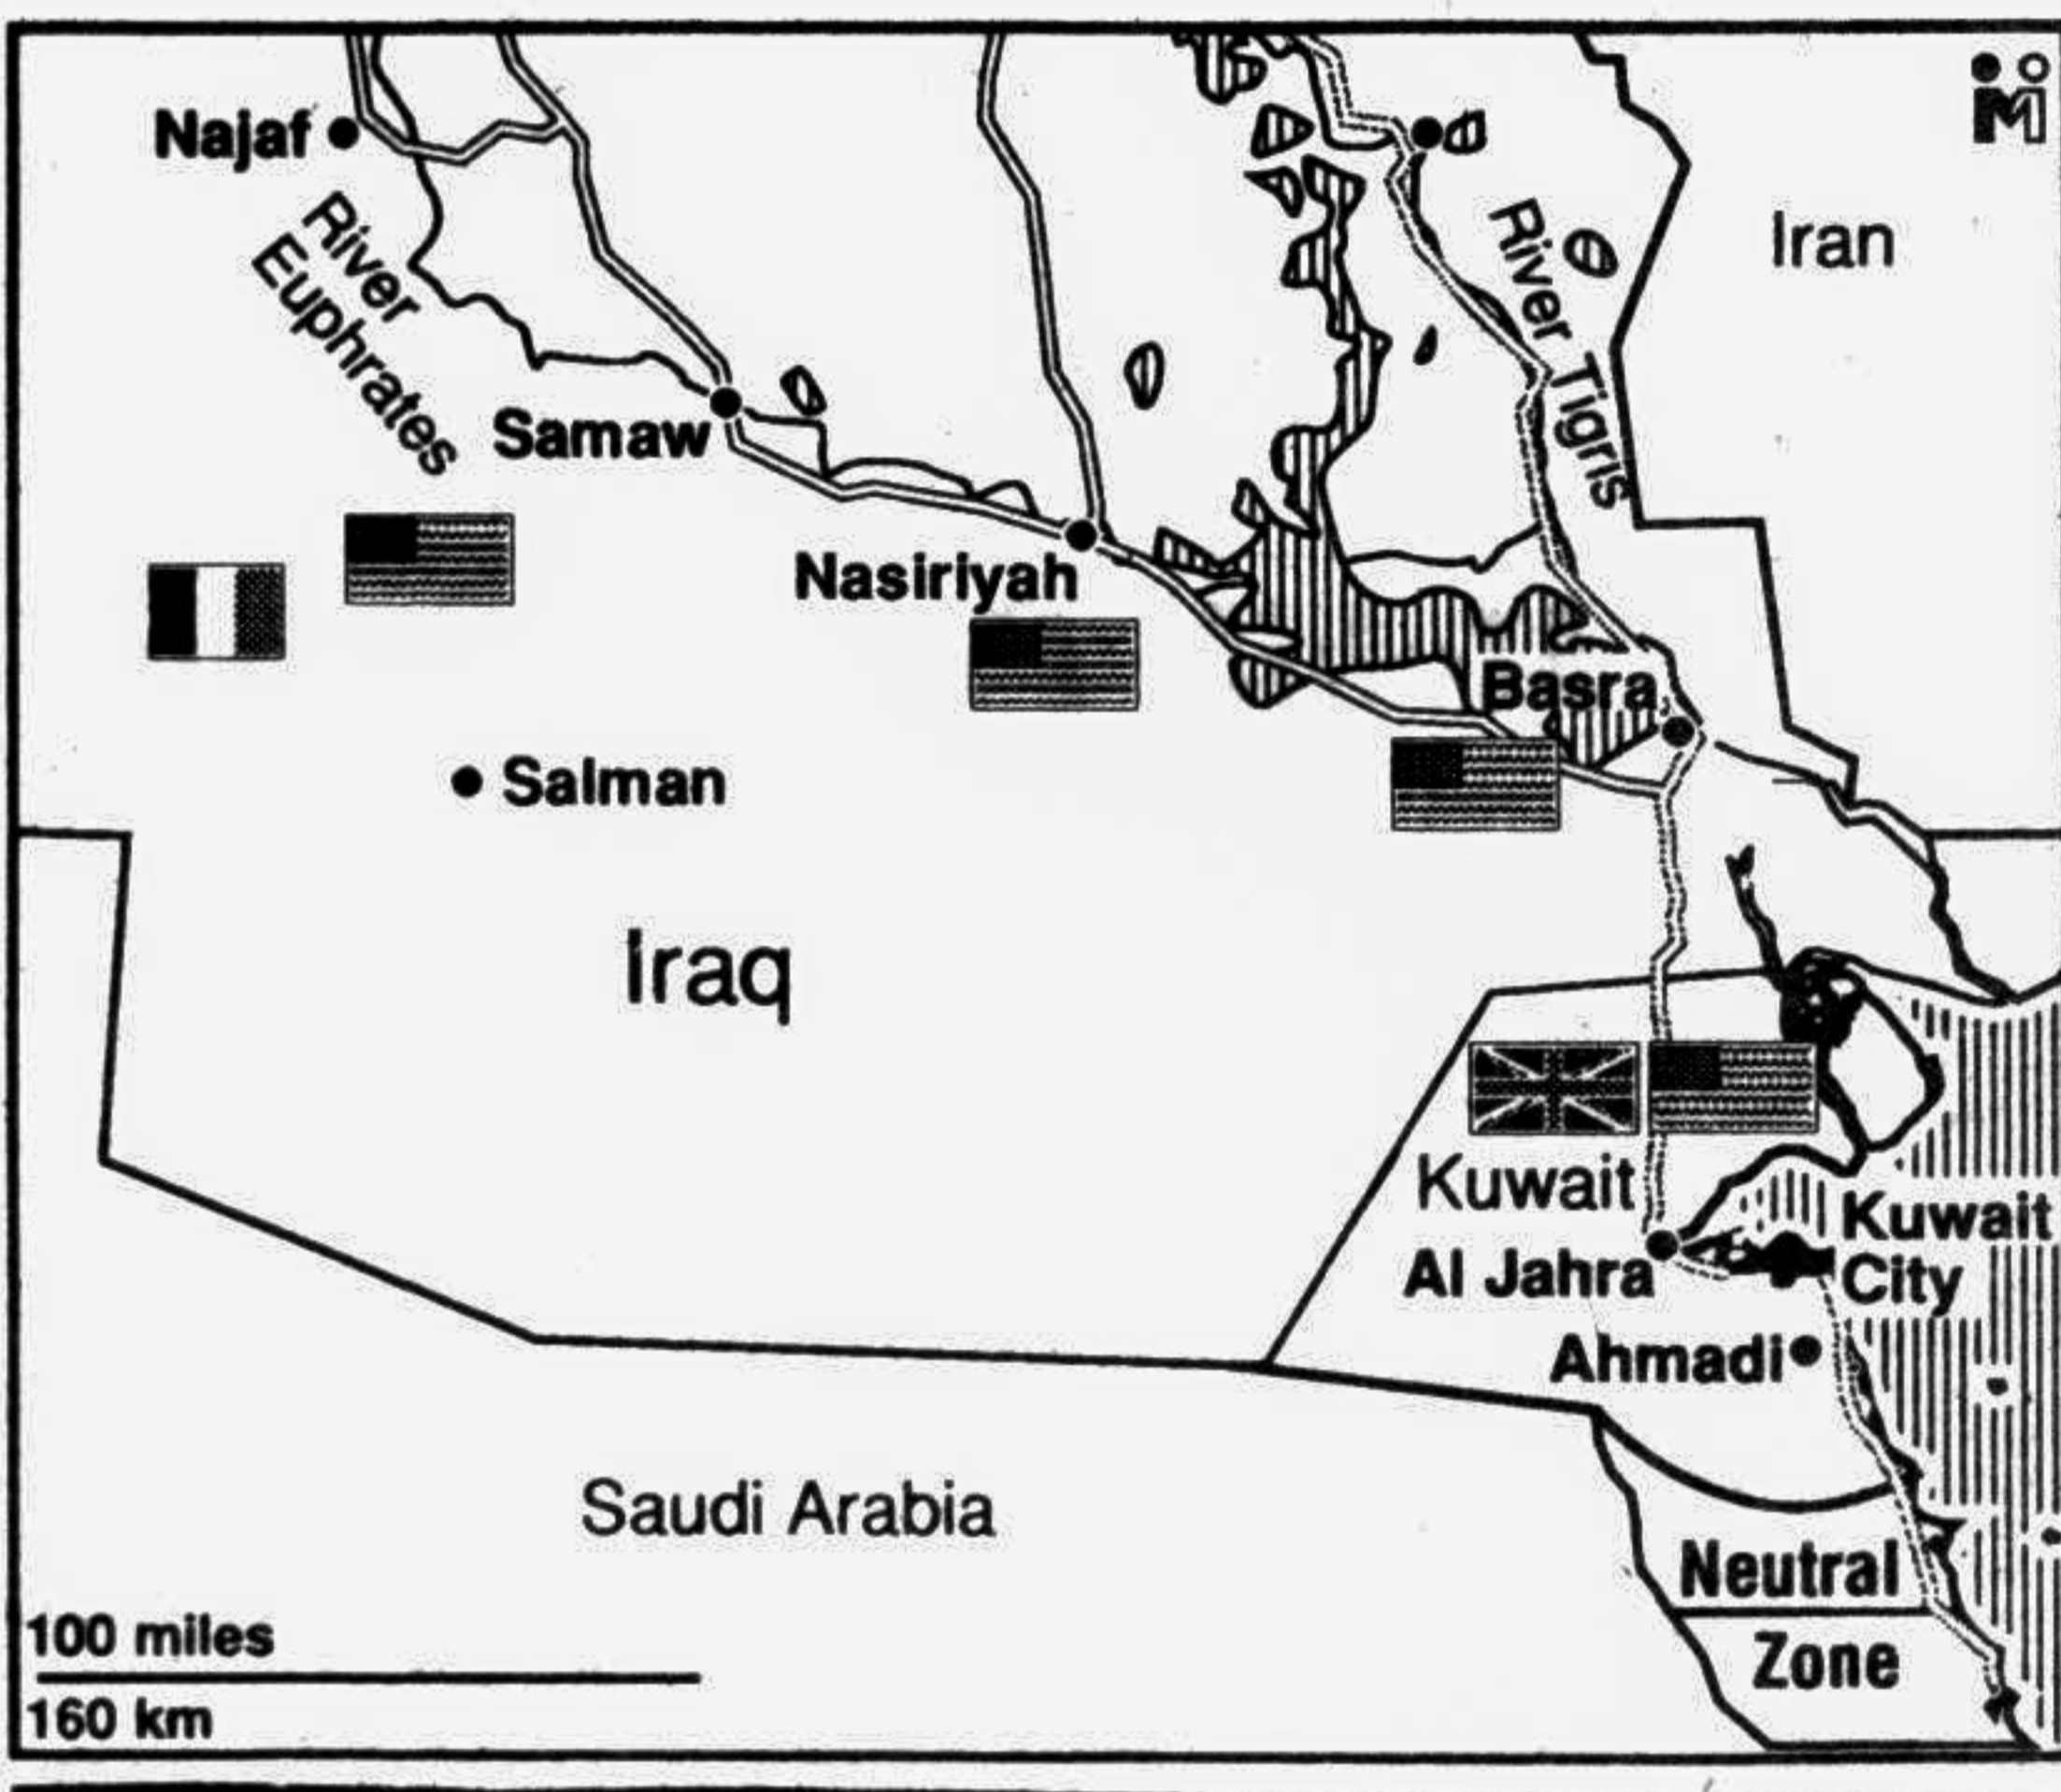 iM
Najaf
Iran
River
Euphrates
River Tigris
Samaw
Nasiriyah
Basra
Salman
Iraq
Kuwait
Kuwait
City
Al Jahra
Ahmadi
Saudi Arabia
Neutral
Zone
100 miles
160 km